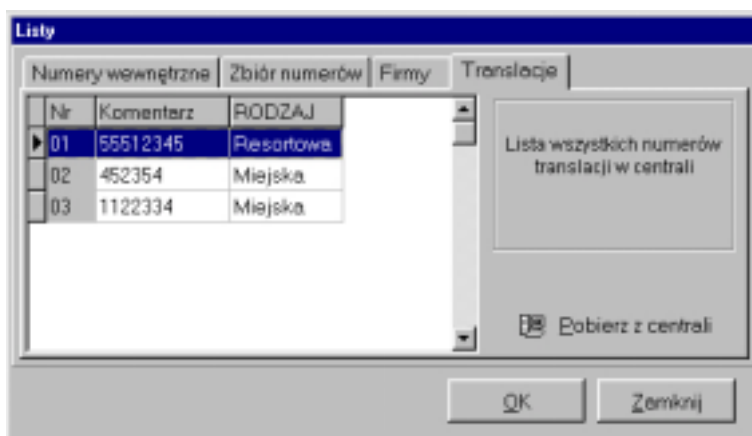 Listy
Numery wewnętrzne Zbiór numerów Firmy Translacje
Nr Komentarz RODZAJ
01 55512345 Resortowa
02 452354 Miejska
03 1122334 Miejska
Lista wszystkich numerów
translacji w centrali
Pobierz z centrali
OK Zamknij